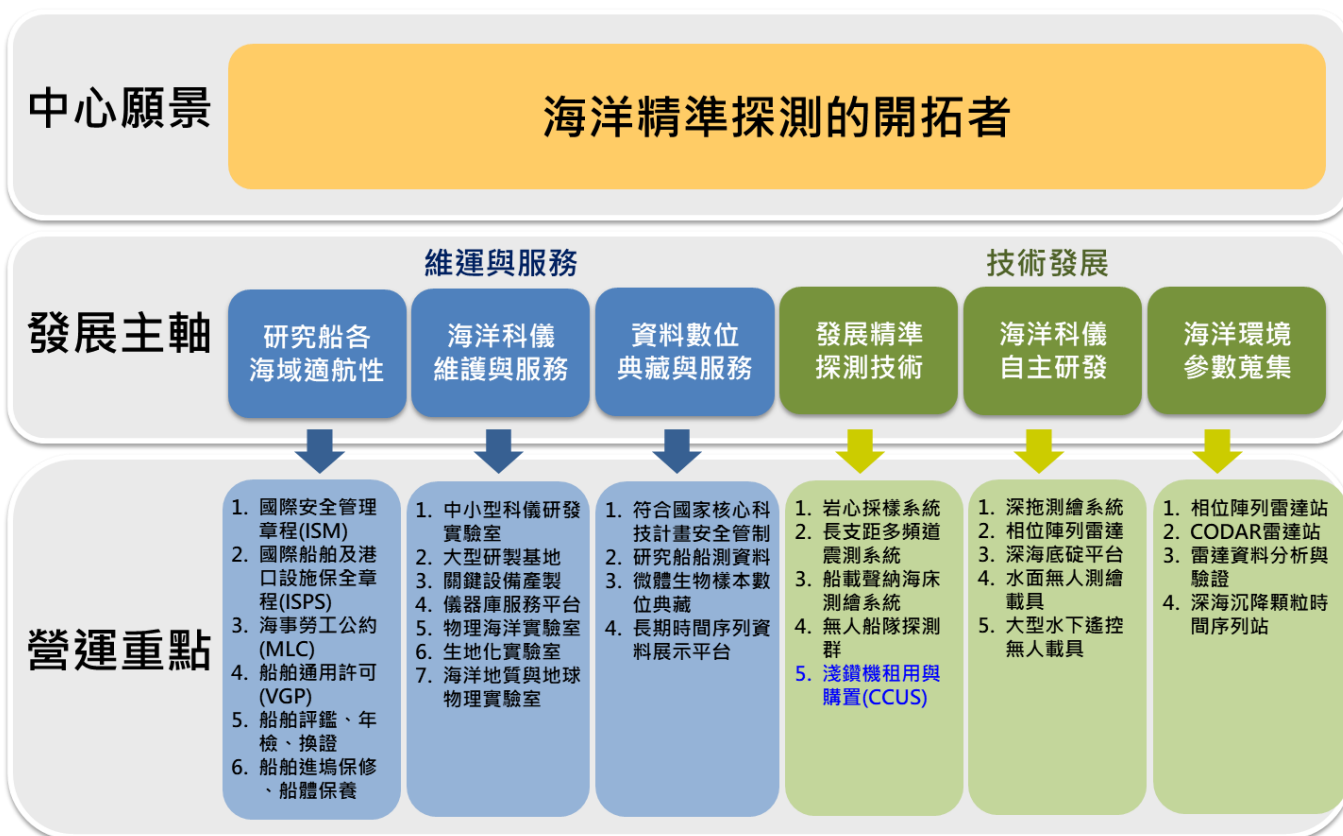 中心願景
海洋精準探測的開拓者
發展主軸
維運與服務
技術發展
研究船各
海域適航性
海洋科儀
維護與服務
資料數位
典藏與服務
發展精準
探測技術
海洋科儀
自主研發
海洋環境
參數蒐集
營運重點
1. 國際安全管理
章程(ISM)
2. 國際船舶及港
口設施保全章
程(ISPS)
3. 海事勞工公約
(MLC)
4. 船舶通用許可
(VGP)
5. 船舶評鑑、年
檢、換證
6. 船舶進塢保修
、船體保養
1. 中小型科儀研發
實驗室
2. 大型研製基地
3. 關鍵設備產製
4. 儀器庫服務平台
5. 物理海洋實驗室
6. 生地化實驗室
7. 海洋地質與地球
物理實驗室
1. 符合國家核心科
技計畫安全管制
2. 研究船船測資料
3. 微體生物樣本數
位典藏
4. 長期時間序列資
料展示平台
1. 岩心採樣系統
2. 長支距多頻道
震測系統
3. 船載聲納海床
測繪系統
4. 無人船隊探測
群
5. 淺鑽機租用與
購置(CCUS)
1. 深拖測繪系統
2. 相位陣列雷達
3. 深海底碇平台
4. 水面無人測繪
載具
5. 大型水下遙控
無人載具
1. 相位陣列雷達站
2. CODAR雷達站
3. 雷達資料分析與
驗證
4. 深海沉降顆粒時
間序列站